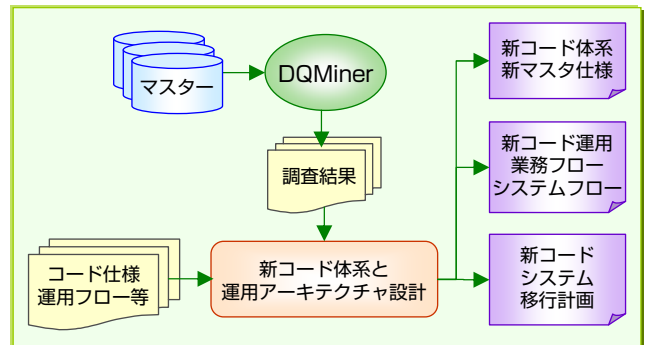 マスター
DQMiner
調査結果
コード仕様
運用フロー等
新コード体系と
運用アーキテクチャ設計
新コード体系
新マスタ仕様
新コード運用
業務フロー
システムフロー
新コード
システム
移行計画